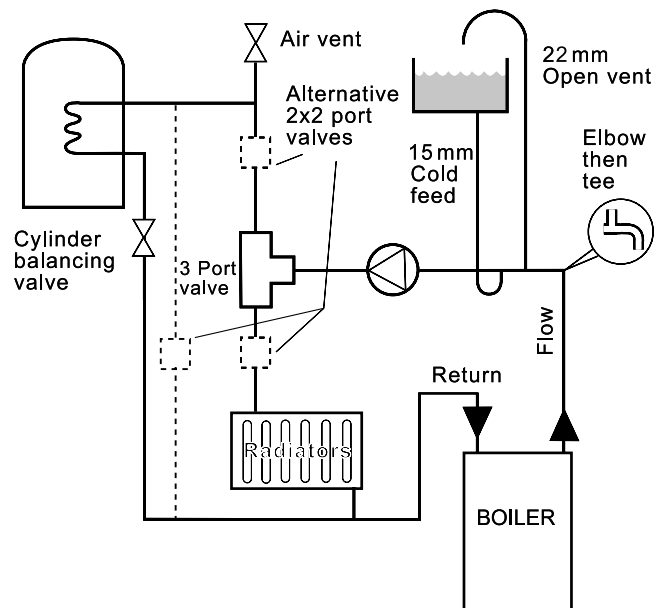 Air vent
22 mm
Open vent
Alternative
2x2 port
valves
15 mm
Cold
feed
Elbow
then
tee
Cylinder
balancing
valve
3 Port
valve
Flow
Return
Radiators
BOILER